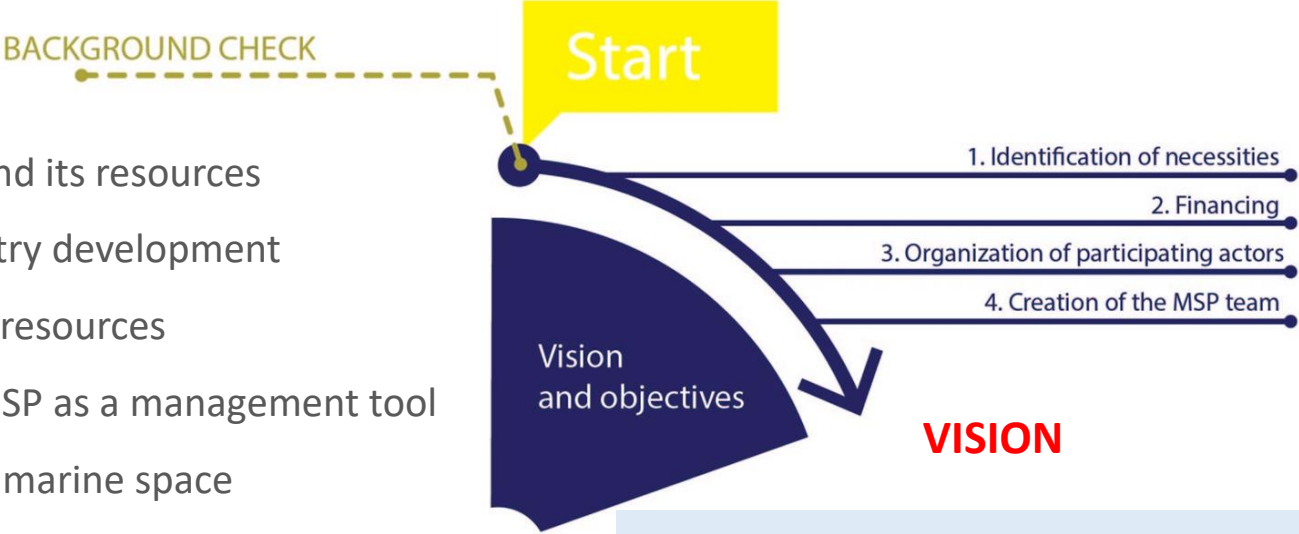 BACKGROUND CHECK
Start
nd its resources
try development
resources
SP as a management tool
marine space
1. Identification of necessities
2. Financing
3. Organization of participating actors
4. Creation of the MSP team
Vision
and objectives
VISION